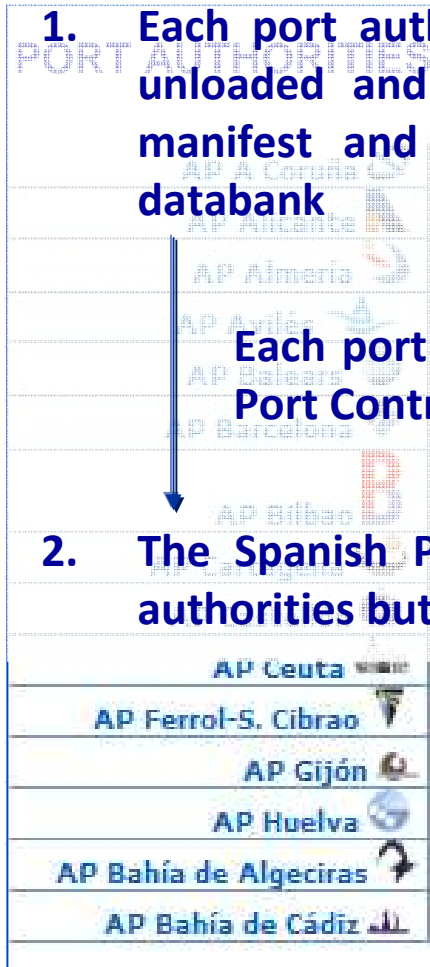 PORT AUTHORITIES
1. Each port auth
unloaded and
manifest and
databank
AP A Coruña
AP Alicante
AP Almería
AP Avilés
Each port
AP Balears
Port Contr
AP Barcelona
AP Bilbao
2. The Spanish P
authorities but
AP Ceuta
AP Ferrol-S. Cibrao
AP Gijón
AP Huelva
AP Bahía de Algeciras
AP Bahía de Cádiz